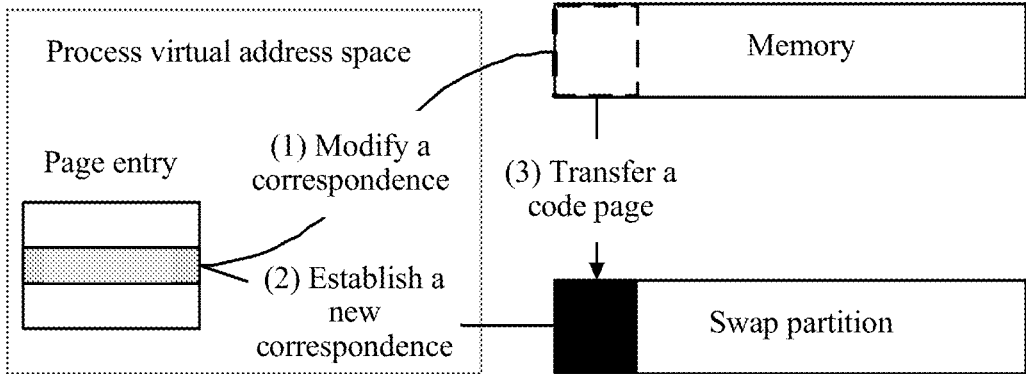 Process virtual address space
Memory
(1) Modify a
correspondence
Page entry
(3) Transfer a
code page
(2) Establish a
new
correspondence
Swap partition